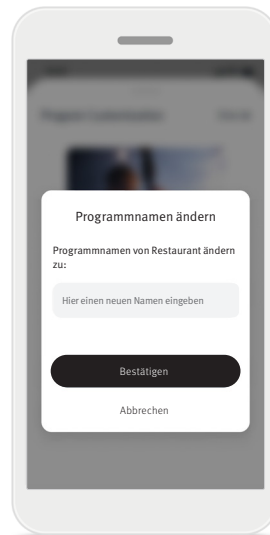 Programmnamen ändern
Programmnamen von Restaurant ändern
zu:
Hier einen neuen Namen eingeben
Bestätigen
Abbrechen